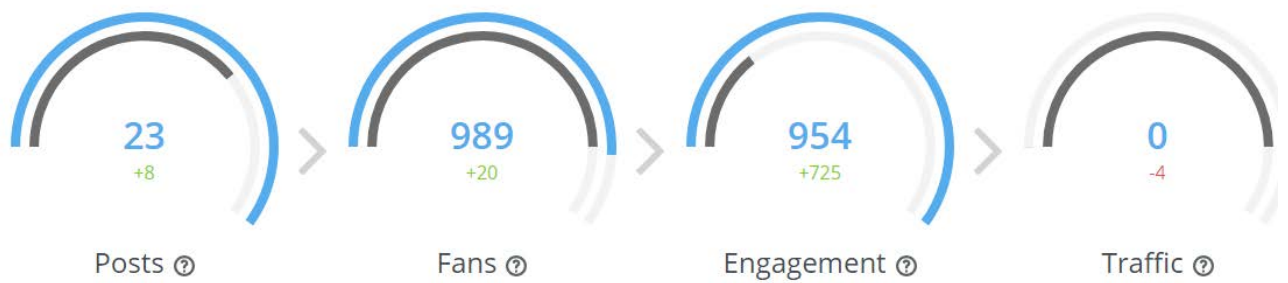 23 989 954 0
+8 +20 +725 -4
Posts ? Fans ? Engagement ? Traffic ?